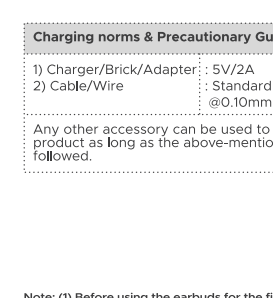 Charging norms & Precautionary Gu
1) Charger/Brick/Adapter : 5V/2A
2) Cable/Wire : Standard
@0.10mm
Any other accessory can be used to
product as long as the above-mentio
followed.
Note: (1) Before using the earbuds for the fi